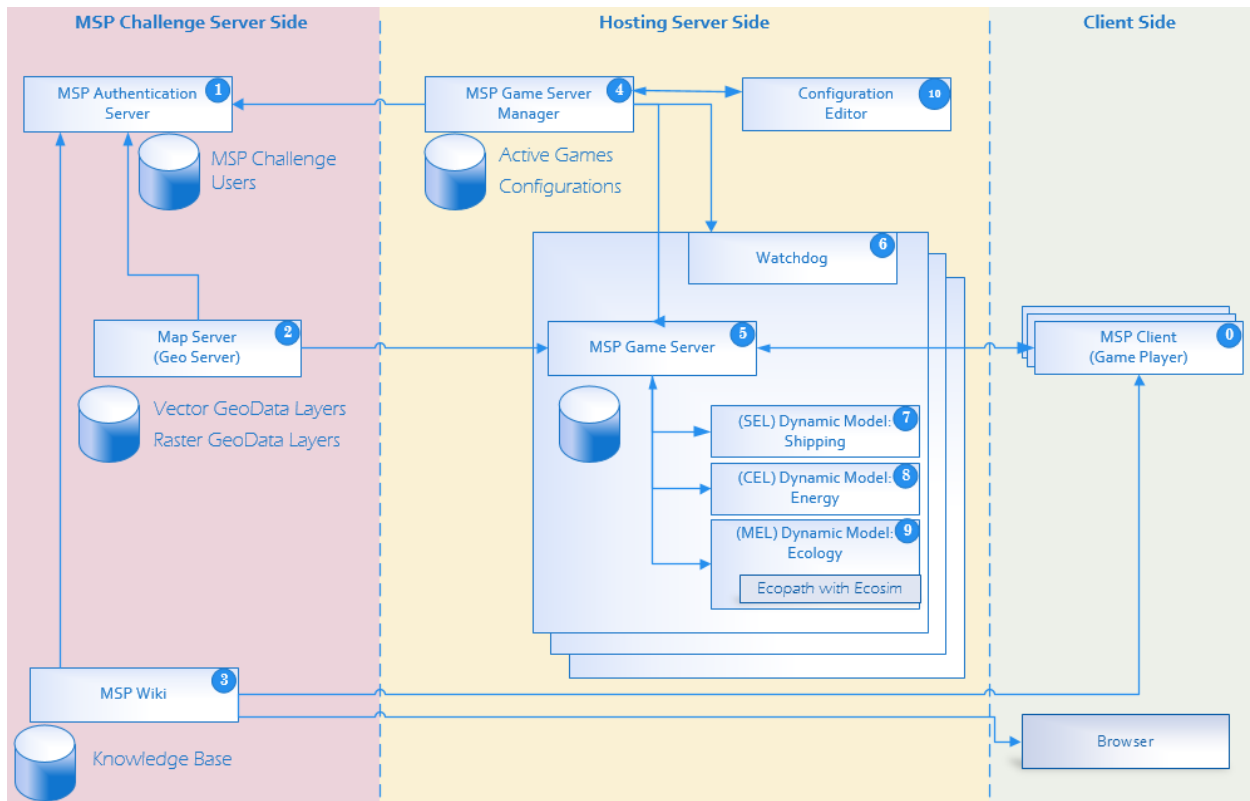 MSP Challenge Server Side
Hosting Server Side
Client Side
MSP Authentication
Server
1
MSP Challenge
Users
MSP Game Server
Manager
4
Active Games
Configurations
Configuration
Editor
10
Watchdog
6
Map Server
(Geo Server)
2
Vector GeoData Layers
Raster GeoData Layers
MSP Game Server
5
MSP Client
(Game Player)
0
(SEL) Dynamic Model:
Shipping
7
(CEL) Dynamic Model:
Energy
8
(MEL) Dynamic Model:
Ecology
9
Ecopath with Ecosim
MSP Wiki
3
Knowledge Base
Browser